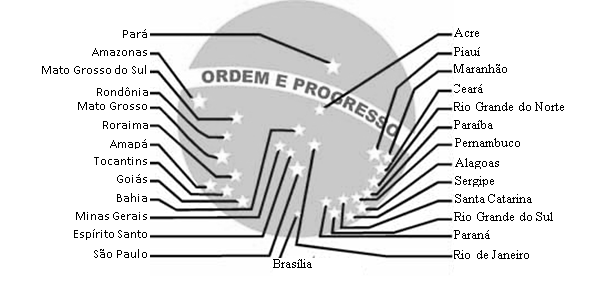 Pará
Amazonas
Mato Grosso do Sul
Rondônia
Mato Grosso
Roraima
Amapá
Tocantins
Goiás
Bahia
Minas Gerais
Espírito Santo
São Paulo
ORDEM E PROGRESSO
Brasília
Acre
Piauí
Maranhão
Ceará
Rio Grande do Norte
Paraíba
Pernambuco
Alagoas
Sergipe
Santa Catarina
Rio Grande do Sul
Paraná
Rio de Janeiro